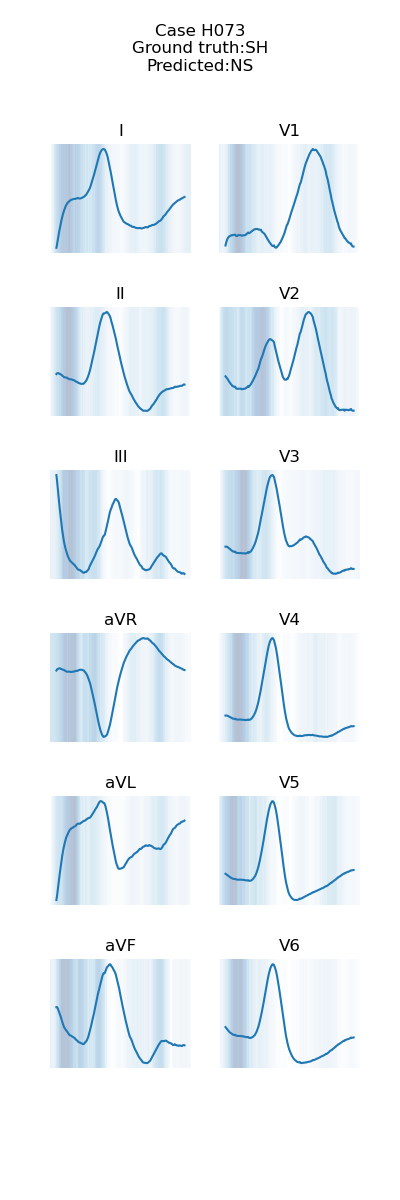 Case H073
Ground truth:SH
Predicted:NS
I
V1
II
V2
III
V3
aVR
V4
aVL
V5
aVF
V6